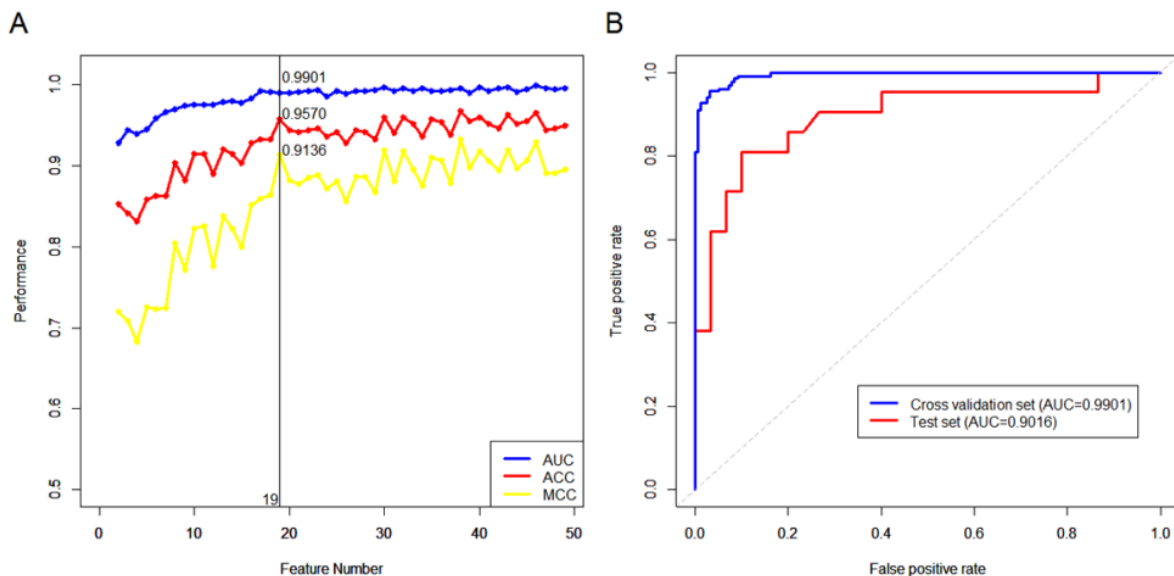 A
1.0
0.9
0.8
0.7
0.6
0.5
Performance
0.9901
0.9570
0.9136
19
AUC
ACC
MCC
0
10
20
30
40
50
Feature Number
B
1.0
0.8
0.6
0.4
0.2
0.0
True positive rate
Cross validation set (AUC=0.9901)
Test set (AUC=0.9016)
0.0
0.2
0.4
0.6
0.8
1.0
False positive rate